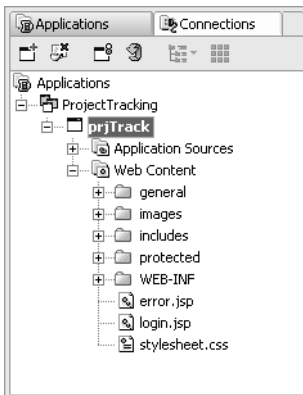 Applications Connections
Applications
ProjectTracking
prjTrack
Application Sources
Web Content
general
images
includes
protected
WEB-INF
error.jsp
login.jsp
stylesheet.css